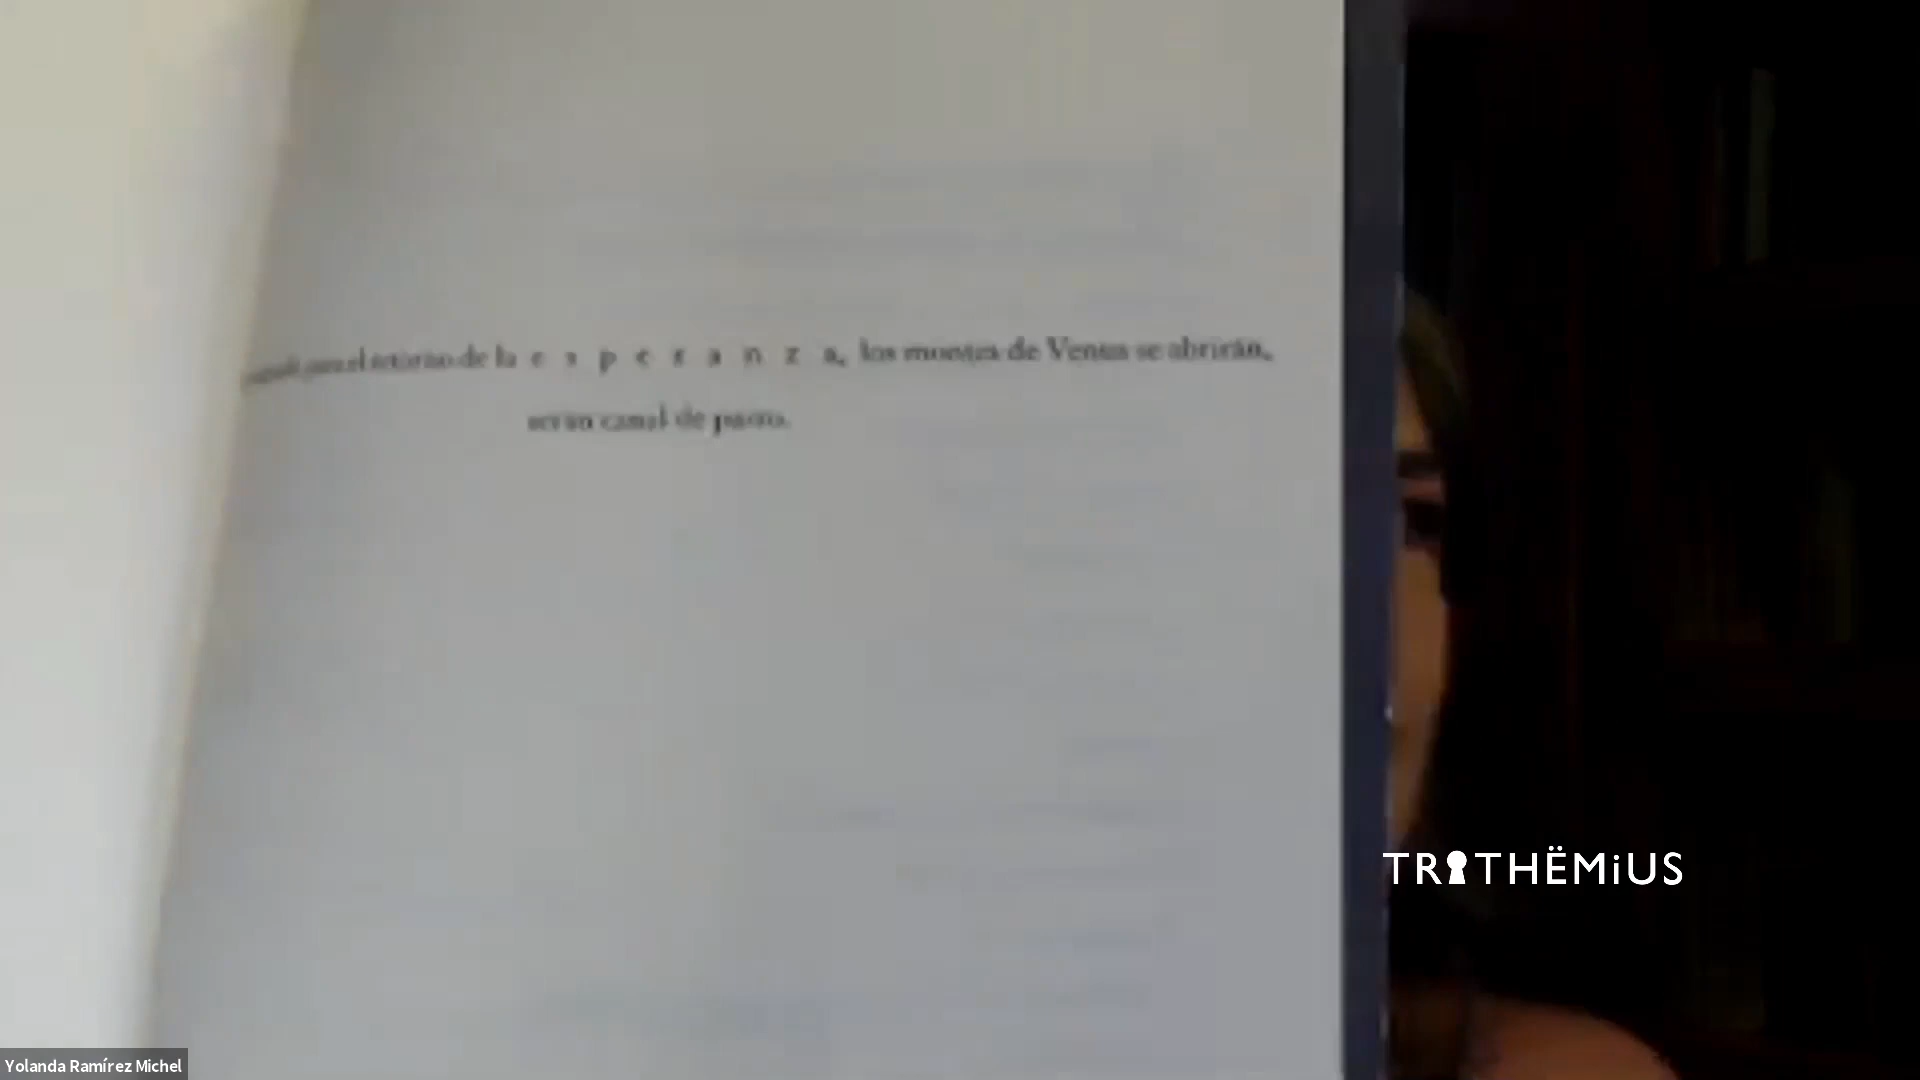 el retorno de la e s p e r a n z a, los montes de Venus se abrirán,
serán canal de parto.
TRiTHËMiUS
Yolanda Ramírez Michel